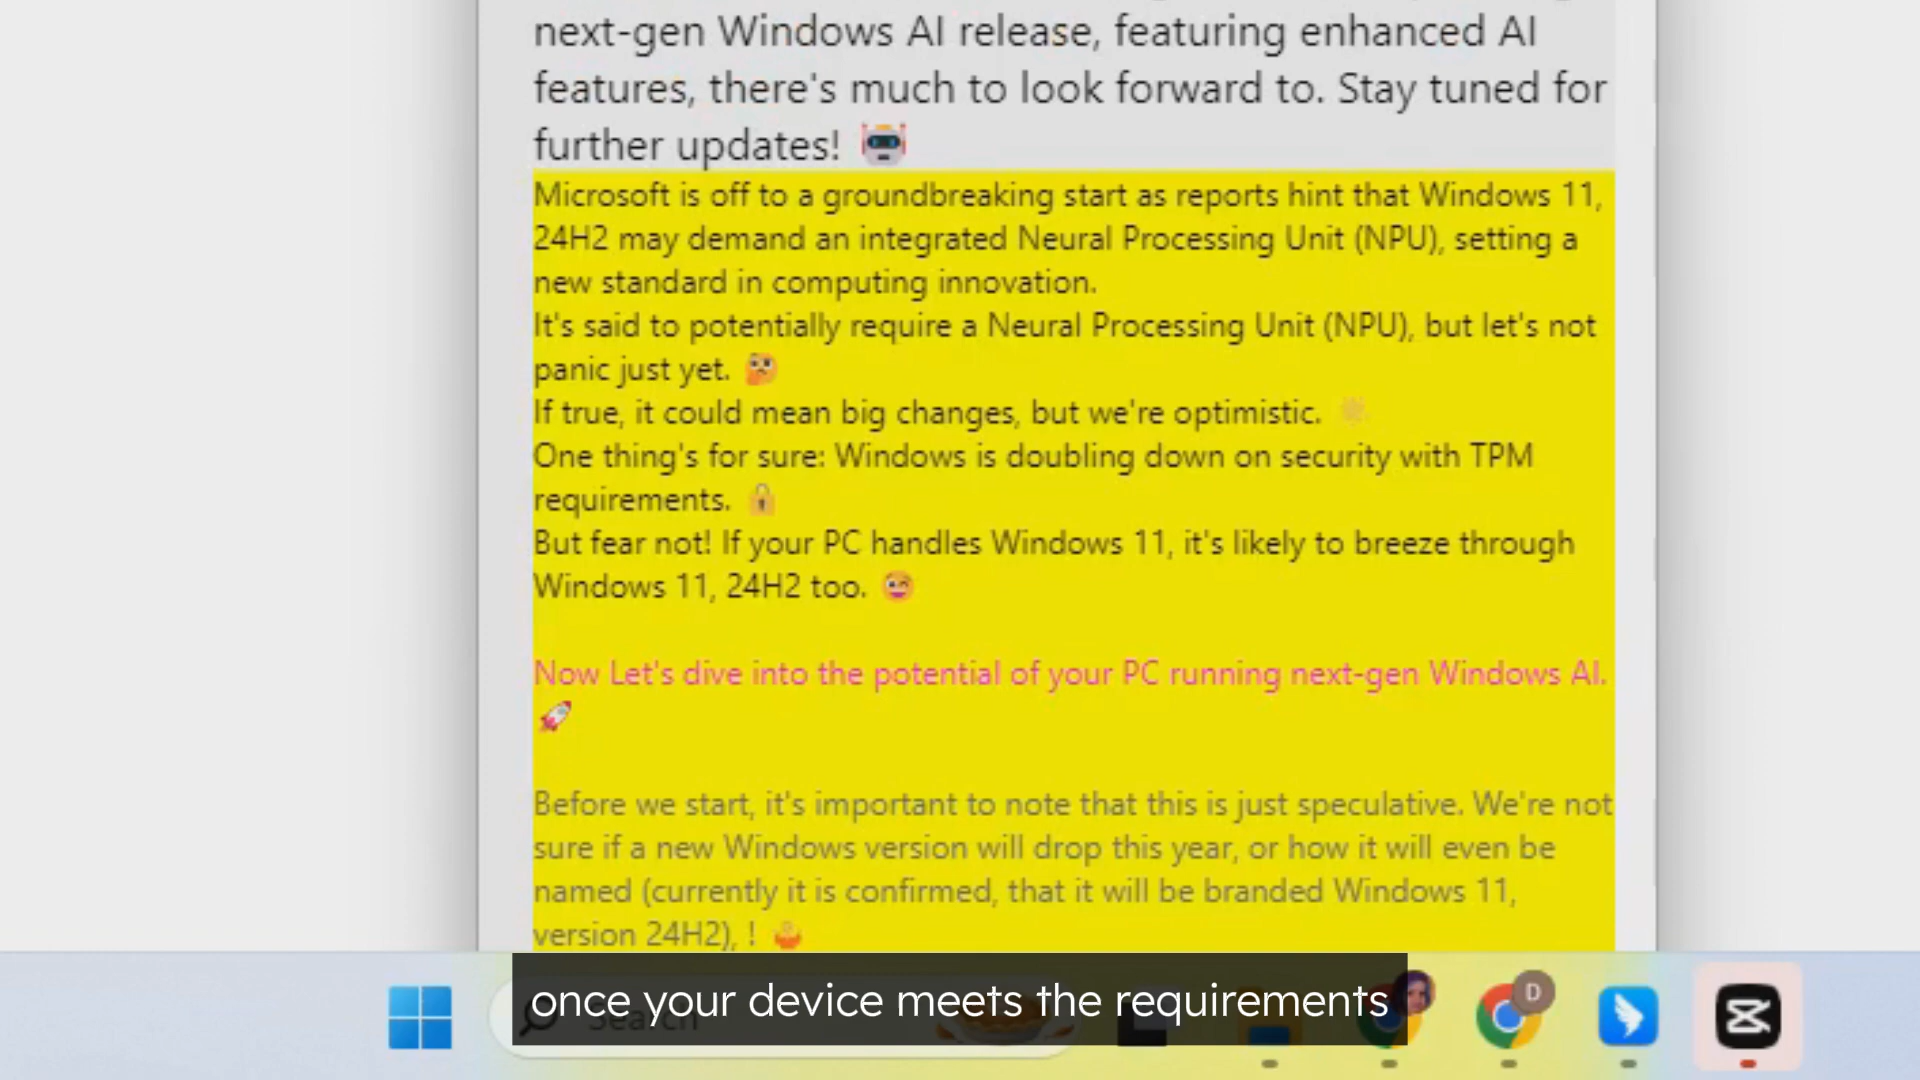 next-gen Windows AI release, featuring enhanced AI
features, there's much to look forward to. Stay tuned for
further updates! 🤖
Microsoft is off to a groundbreaking start as reports hint that Windows 11,
24H2 may demand an integrated Neural Processing Unit (NPU), setting a
new standard in computing innovation.
It's said to potentially require a Neural Processing Unit (NPU), but let's not
panic just yet. 🤔
If true, it could mean big changes, but we're optimistic. 🌟
One thing's for sure: Windows is doubling down on security with TPM
requirements. 🔒
But fear not! If your PC handles Windows 11, it's likely to breeze through
Windows 11, 24H2 too. 😉
Now Let's dive into the potential of your PC running next-gen Windows AI.
🚀
Before we start, it's important to note that this is just speculative. We're not
sure if a new Windows version will drop this year, or how it will even be
named (currently it is confirmed, that it will be branded Windows 11,
version 24H2), ! 🤷
once your device meets the requirements
Search
D